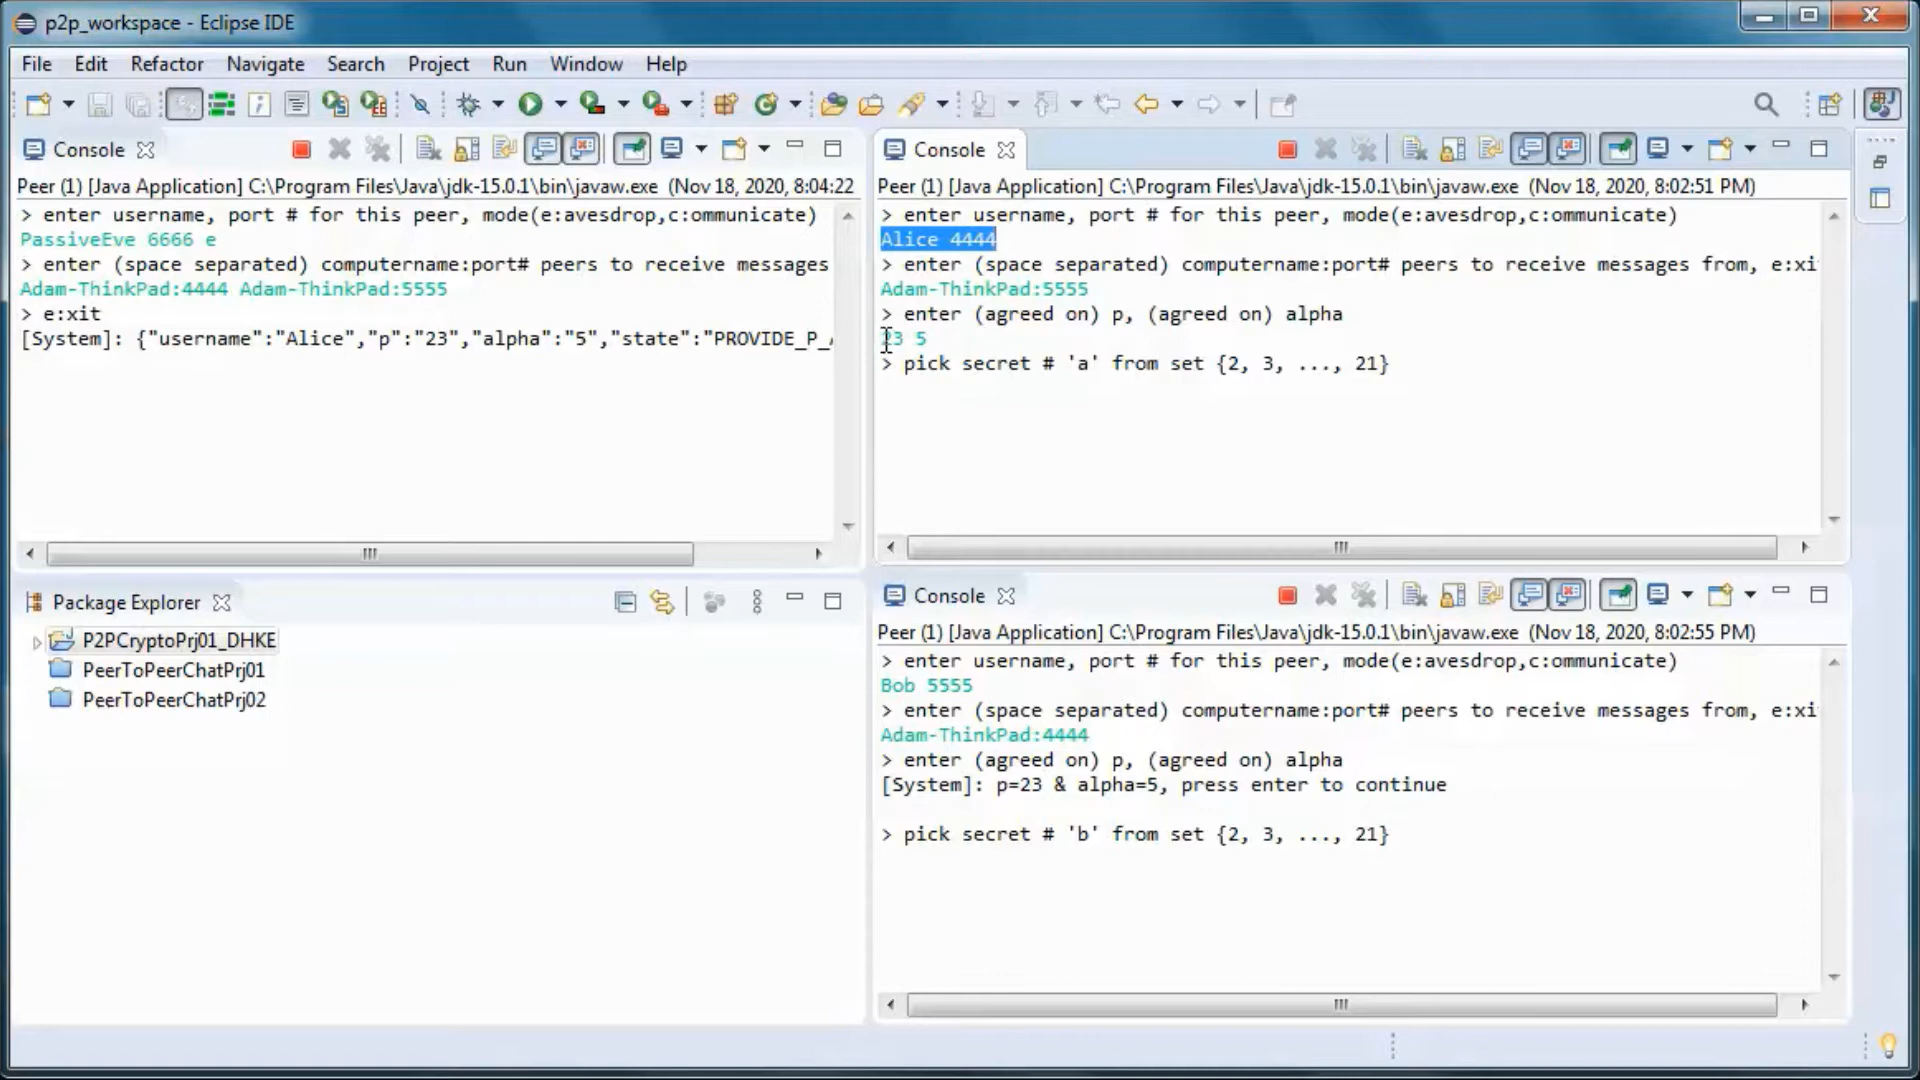 p2p_workspace - Eclipse IDE
File Edit Refactor Navigate Search Project Run Window Help
Console
Peer (1) [Java Application] C:\Program Files\Java\jdk-15.0.1\bin\javaw.exe (Nov 18, 2020, 8:04:22
> enter username, port # for this peer, mode(e:avesdrop,c:ommunicate)
PassiveEve 6666 e
> enter (space separated) computername:port# peers to receive messages
Adam-ThinkPad:4444 Adam-ThinkPad:5555
> e:xit
[System]: {"username":"Alice","p":"23","alpha":"5","state":"PROVIDE_P_
Console
Peer (1) [Java Application] C:\Program Files\Java\jdk-15.0.1\bin\javaw.exe (Nov 18, 2020, 8:02:51 PM)
> enter username, port # for this peer, mode(e:avesdrop,c:ommunicate)
Alice 4444
> enter (space separated) computername:port# peers to receive messages from, e:xi
Adam-ThinkPad:5555
> enter (agreed on) p, (agreed on) alpha
23 5
> pick secret # 'a' from set {2, 3, ..., 21}
Package Explorer
P2PCryptoPrj01_DHKE
PeerToPeerChatPrj01
PeerToPeerChatPrj02
Console
Peer (1) [Java Application] C:\Program Files\Java\jdk-15.0.1\bin\javaw.exe (Nov 18, 2020, 8:02:55 PM)
> enter username, port # for this peer, mode(e:avesdrop,c:ommunicate)
Bob 5555
> enter (space separated) computername:port# peers to receive messages from, e:xi
Adam-ThinkPad:4444
> enter (agreed on) p, (agreed on) alpha
[System]: p=23 & alpha=5, press enter to continue
> pick secret # 'b' from set {2, 3, ..., 21}